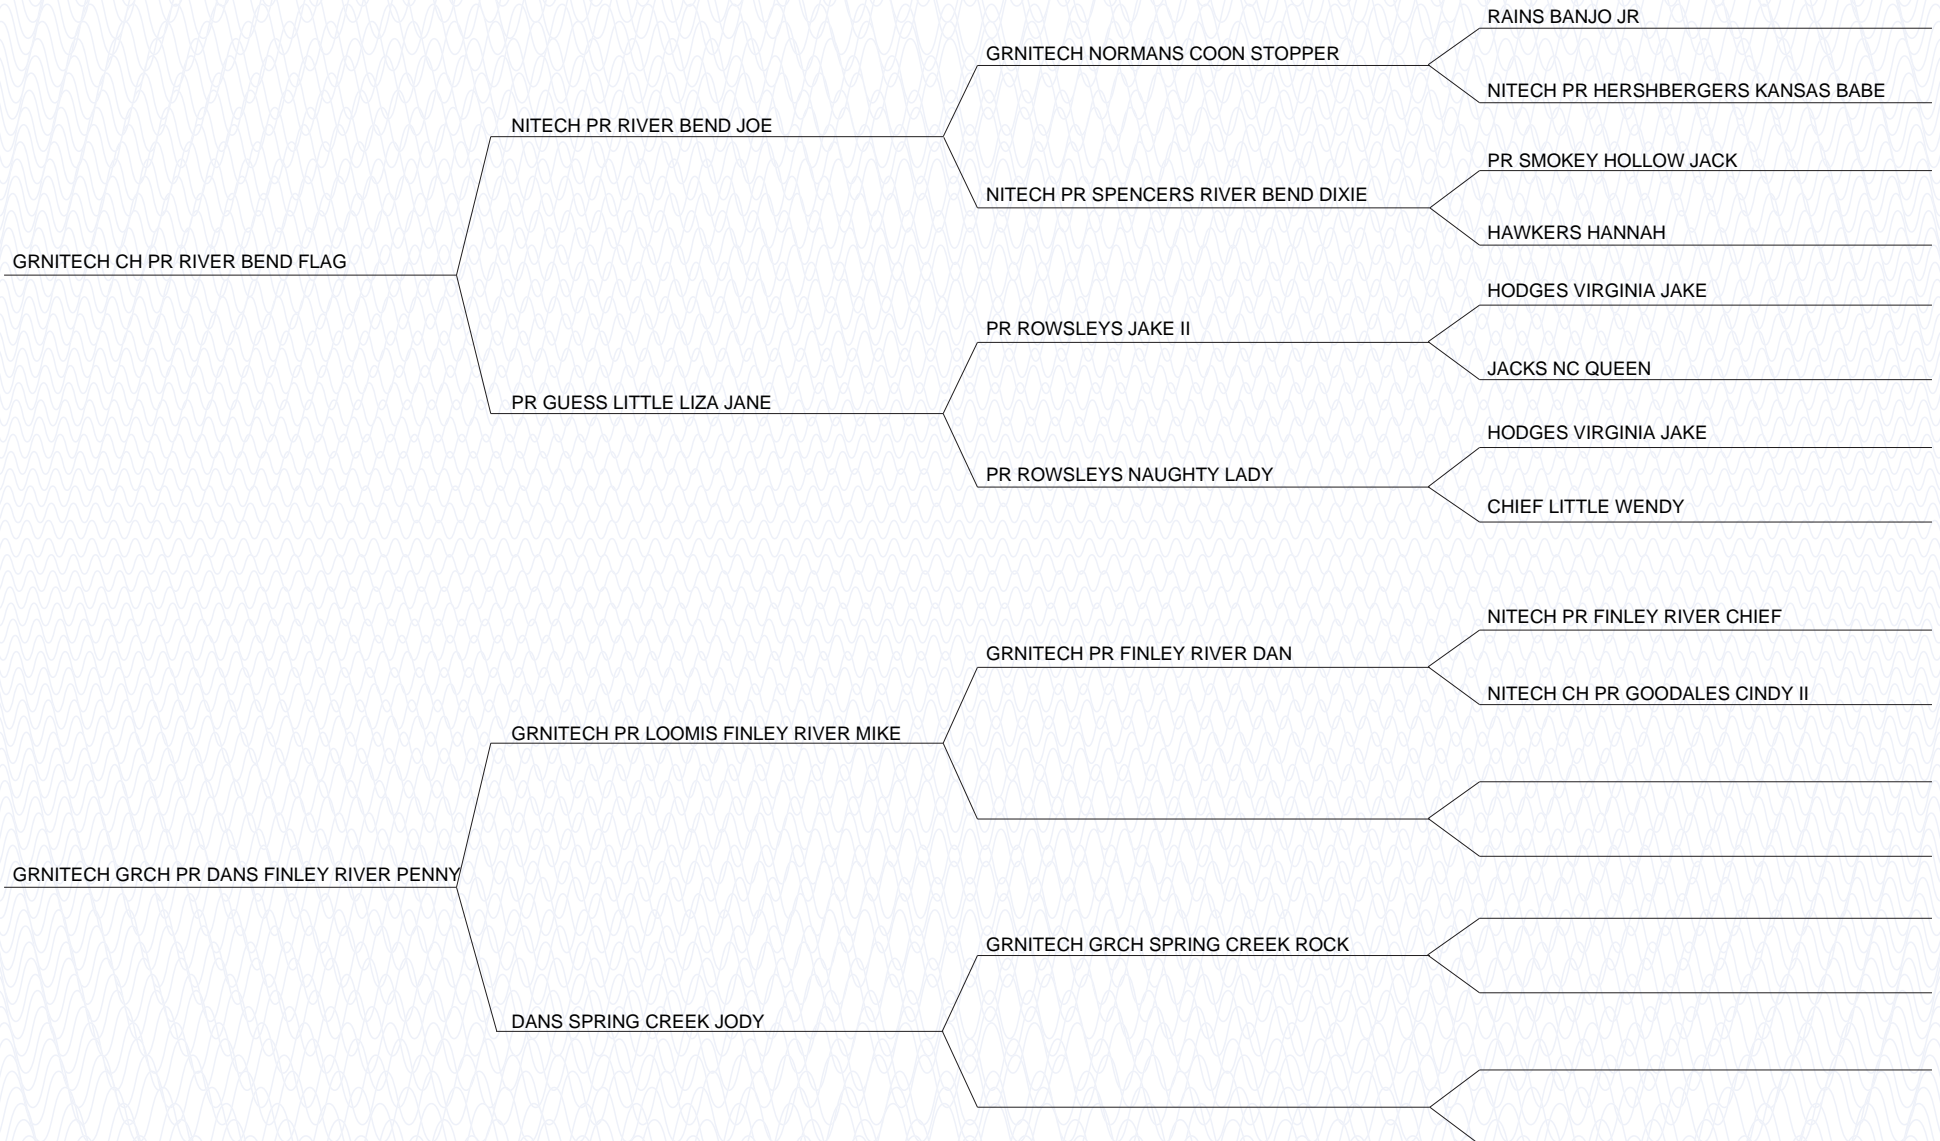 RAINS BANJO JR
GRNITECH NORMANS COON STOPPER
NITECH PR HERSHBERGERS KANSAS BABE
NITECH PR RIVER BEND JOE
PR SMOKEY HOLLOW JACK
NITECH PR SPENCERS RIVER BEND DIXIE
HAWKERS HANNAH
GRNITECH CH PR RIVER BEND FLAG
HODGES VIRGINIA JAKE
PR ROWSLEYS JAKE II
JACKS NC QUEEN
PR GUESS LITTLE LIZA JANE
HODGES VIRGINIA JAKE
PR ROWSLEYS NAUGHTY LADY
CHIEF LITTLE WENDY
NITECH PR FINLEY RIVER CHIEF
GRNITECH PR FINLEY RIVER DAN
NITECH CH PR GOODALES CINDY II
GRNITECH PR LOOMIS FINLEY RIVER MIKE
GRNITECH GRCH PR DANS FINLEY RIVER PENNY
GRNITECH GRCH SPRING CREEK ROCK
DANS SPRING CREEK JODY